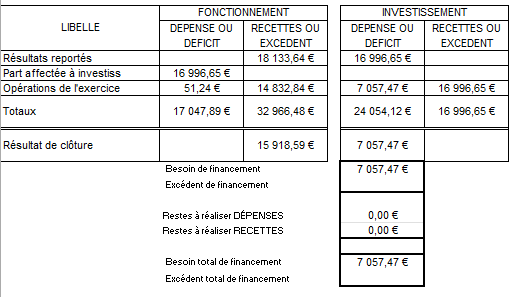 LIBELLE FONCTIONNEMENT INVESTISSEMENT
DEPENSE OU DEFICIT RECETTES OU EXCEDENT DEPENSE OU DEFICIT RECETTES OU EXCEDENT
Résultats reportés 18 133,64 € 16 996,65 €
Part affectée à investiss 16 996,65 €
Opérations de l'exercice 51,24 € 14 832,84 € 7 057,47 € 16 996,65 €
Totaux 17 047,89 € 32 966,48 € 24 054,12 € 16 996,65 €
Résultat de clôture 15 918,59 € 7 057,47 €
Besoin de financement 7 057,47 €
Excédent de financement
Restes à réaliser DÉPENSES 0,00 €
Restes à réaliser RECETTES 0,00 €
Besoin total de financement 7 057,47 €
Excédent total de financement